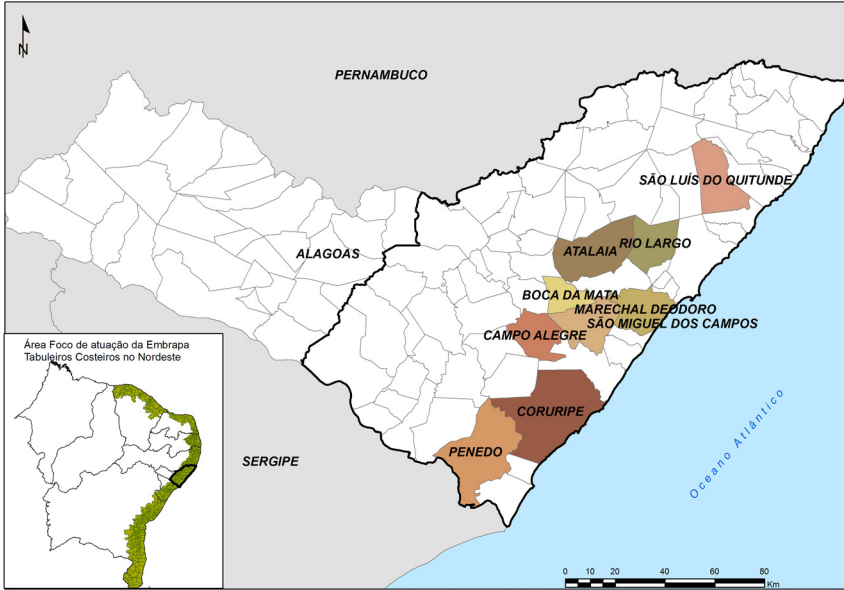 N
PERNAMBUCO
SÃO LUÍS DO QUITUNDE
RIO LARGO
ATALAIA
ALAGOAS
BOCA DA MATA
MARECHAL DEODORO
SÃO MIGUEL DOS CAMPOS
CAMPO ALEGRE
Área Foco de atuação da Embrapa
Tabuleiros Costeiros no Nordeste
CORURIPE
PENEDO
SERGIPE
Oceano Atlântico
0 5 10 20 40 60 80
Km